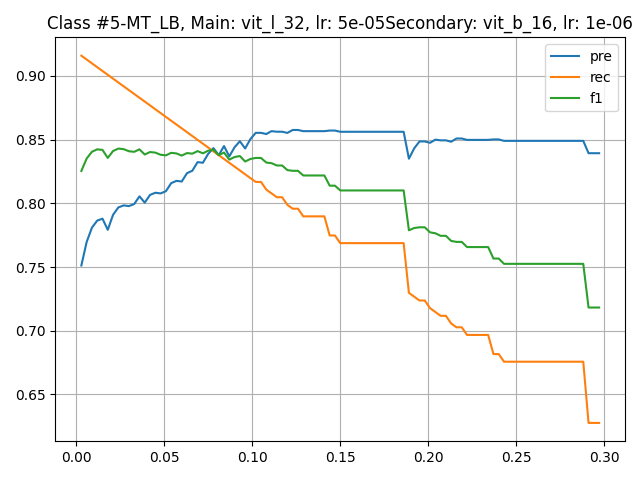 Class #5-MT_LB, Main: vit_l_32, lr: 5e-05Secondary: vit_b_16, lr: 1e-06
pre
rec
f1
0.90
0.85
0.80
0.75
0.70
0.65
0.00 0.05 0.10 0.15 0.20 0.25 0.30